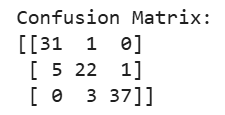 Confusion Matrix:
[[31  1  0]
 [ 5 22  1]
 [ 0  3 37]]